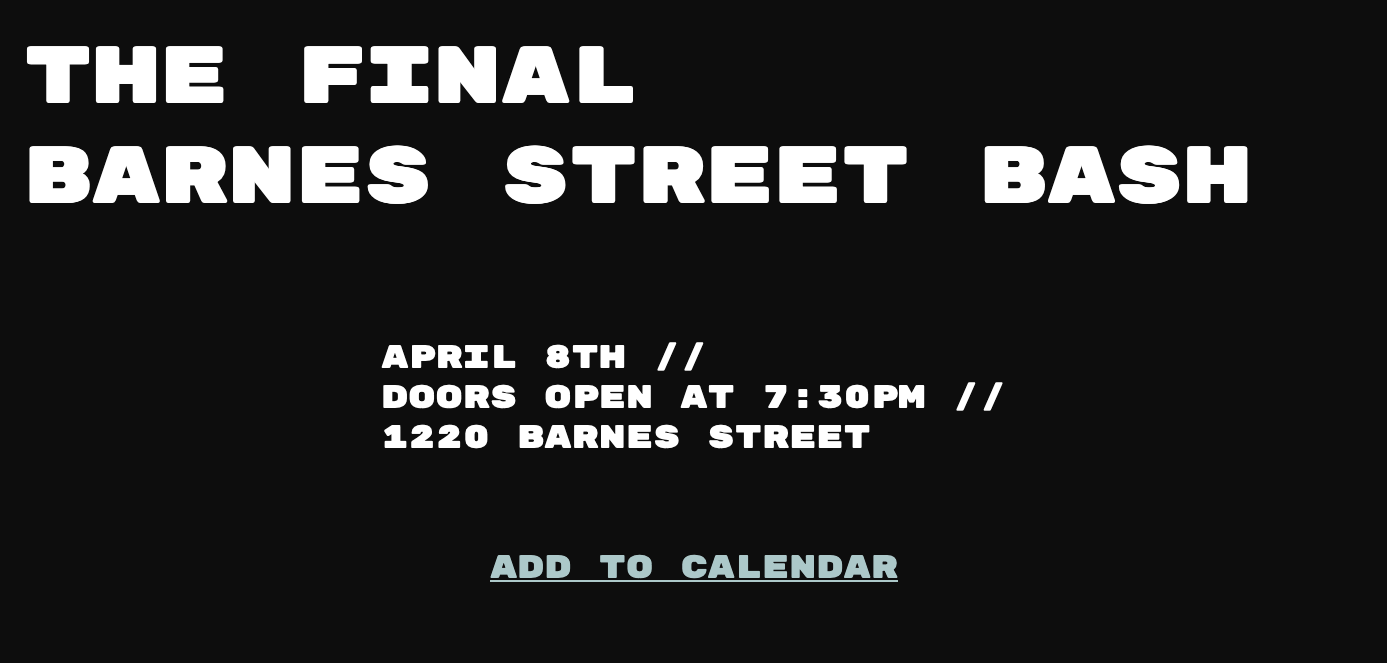 THE FINAL
BARNES STREET BASH
APRIL 8TH //
DOORS OPEN AT 7:30PM //
1220 BARNES STREET
ADD TO CALENDAR